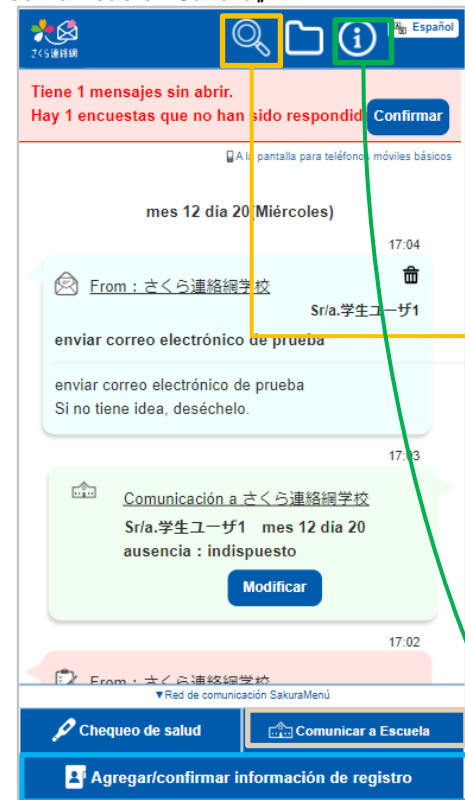 Español
さくら連絡網
Tiene 1 mensajes sin abrir.
Hay 1 encuestas que no han sido respondid
Confirmar
A la pantalla para teléfonos móviles básicos
mes 12 día 20(Miércoles)
17:04
From：さくら連絡網学校
Sr/a.学生ユーザ1
enviar correo electrónico de prueba
enviar correo electrónico de prueba
Si no tiene idea, deséchelo.
17:03
Comunicación a さくら連絡網学校
Sr/a.学生ユーザ1 mes 12 día 20
ausencia：indispuesto
Modificar
17:02
From：さくら連絡網学校
▼Red de comunicación SakuraMenú
Chequeo de salud
Comunicar a Escuela
Agregar/confirmar información de registro